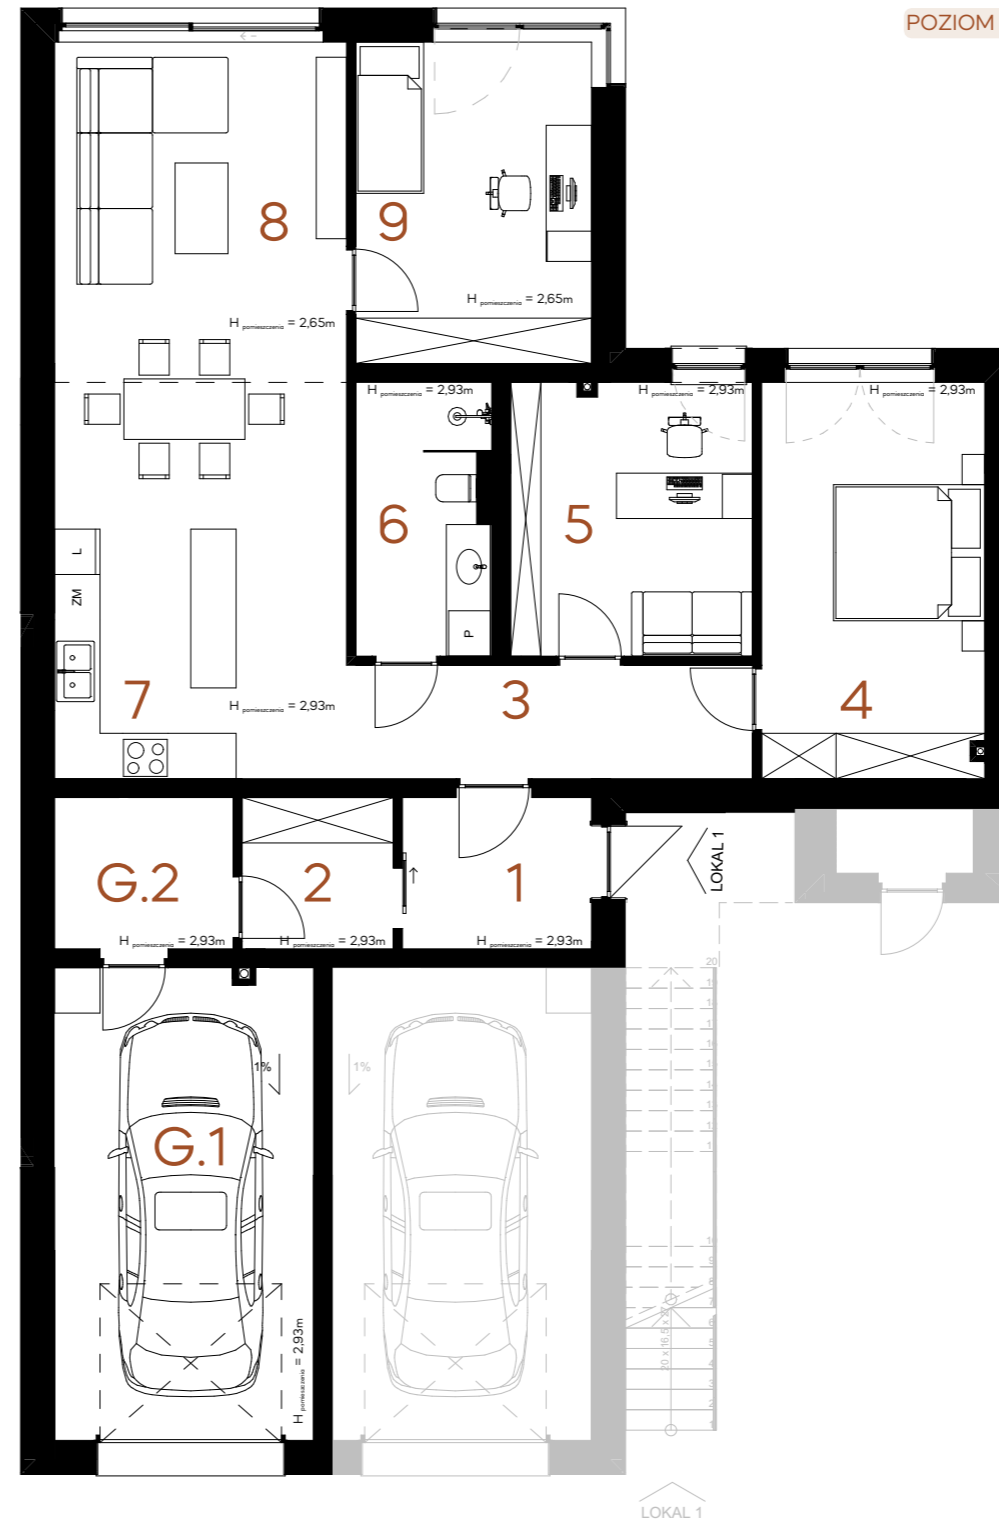 POZIOM
8
9
H pomieszczenia = 2,65m
H pomieszczenia = 2,65m
H pomieszczenia = 2,93m
H pomieszczenia = 2,93m
H pomieszczenia = 2,93m
6
5
L
ZM
P
7
H pomieszczenia = 2,93m
3
4
G.2
2
1
LOKAL 1
H pomieszczenia = 2,93m
H pomieszczenia = 2,93m
H pomieszczenia = 2,93m
20
1%
1%
G.1
H pomieszczenia = 2,93m
LOKAL 1